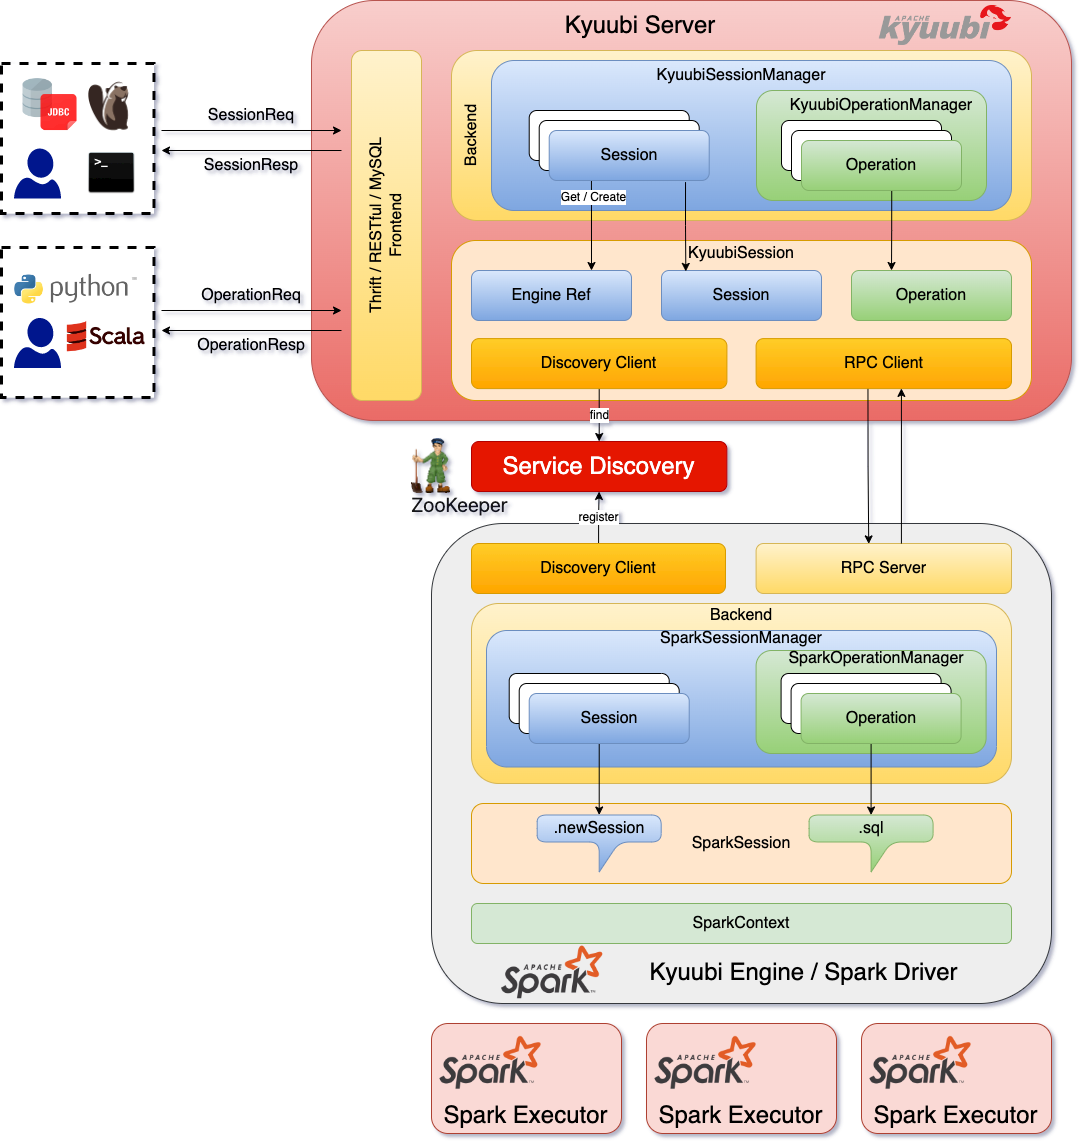 Kyuubi Server
APACHE
kyuubi
JDBC
>_
SessionReq
SessionResp
python
Scala
OperationReq
OperationResp
Thrift / RESTful / MySQL
Frontend
Backend
KyuubiSessionManager
Session
KyuubiOperationManager
Operation
Get / Create
KyuubiSession
Engine Ref
Session
Operation
Discovery Client
RPC Client
find
ZooKeeper
Service Discovery
register
Discovery Client
RPC Server
Backend
SparkSessionManager
Session
SparkOperationManager
Operation
.newSession
SparkSession
.sql
SparkContext
APACHE
Spark
Kyuubi Engine / Spark Driver
APACHE
Spark
Spark Executor
APACHE
Spark
Spark Executor
APACHE
Spark
Spark Executor